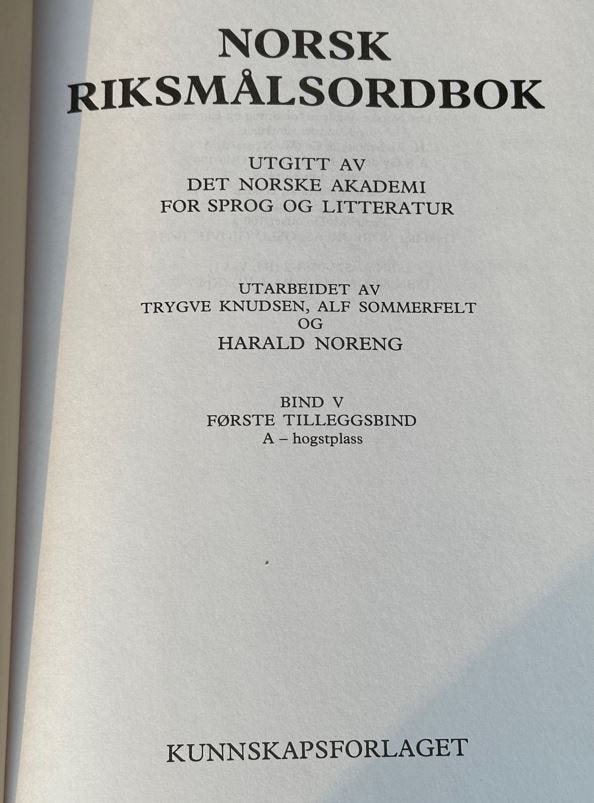 NORSK
RIKSMÅLSORDBOK
UTGITT AV
DET NORSKE AKADEMI
FOR SPROG OG LITTERATUR
UTARBEIDET AV
TRYGVE KNUDSEN, ALF SOMMERFELT
OG
HARALD NORENG
BIND V
FØRSTE TILLEGGSBIND
A – hogstplass
KUNNSKAPSFORLAGET